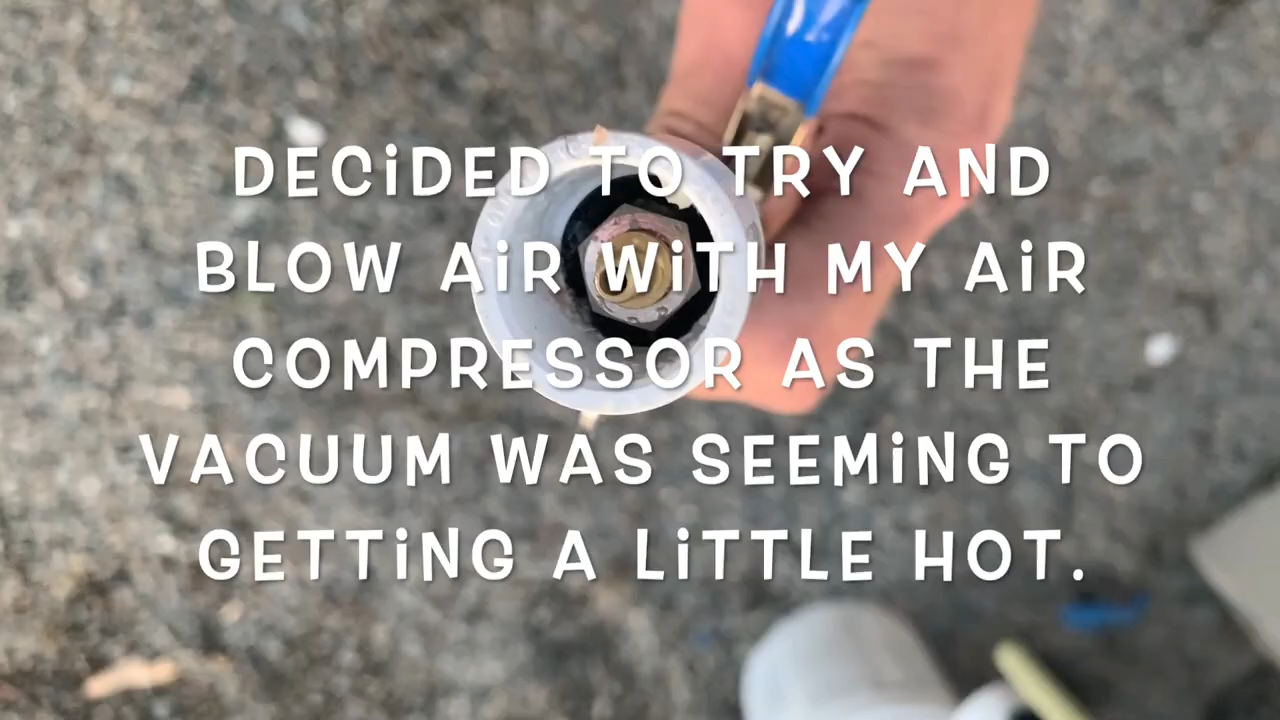 DECiDED TO TRY AND
BLOW AiR WiTH MY AiR
COMPRESSOR AS THE
VACUUM WAS SEEMiNG TO
GETTiNG A LiTTLE HOT.